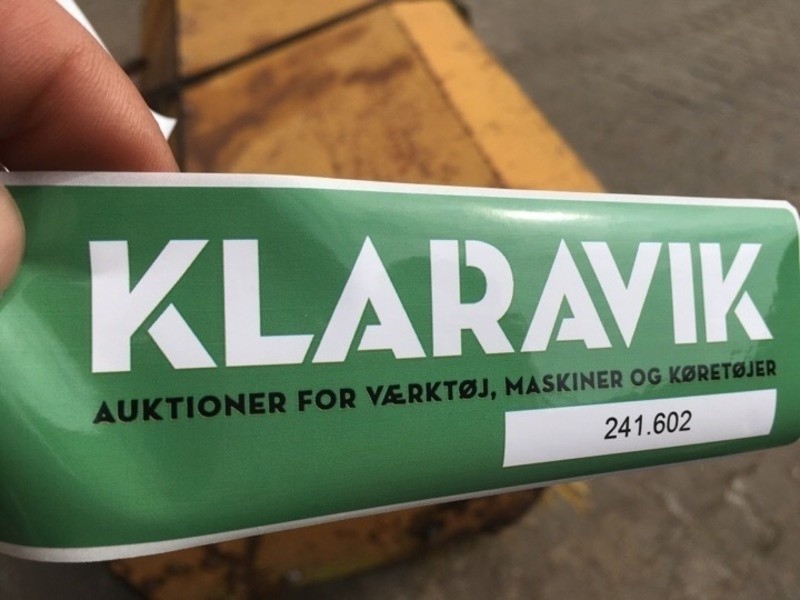 KLARAVIK
AUKTIONER FOR VÆRKTØJ, MASKINER OG KØRETØJER
241.602